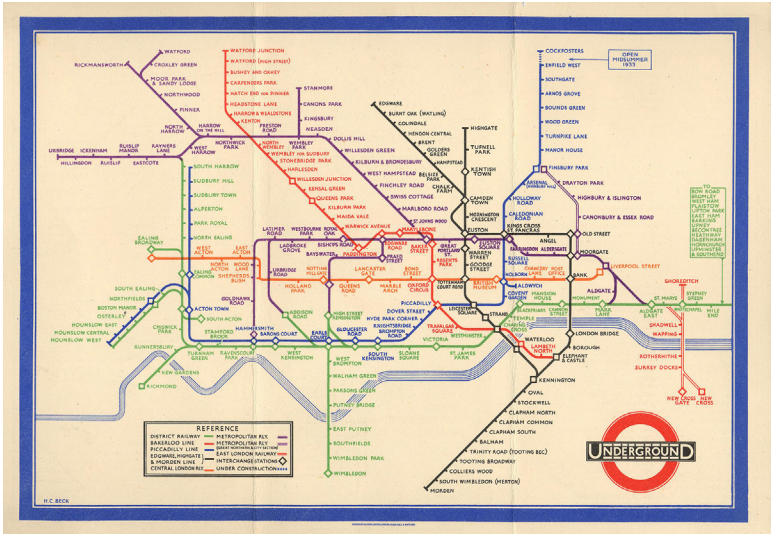 WATFORD
CROXLEY GREEN
RICKMANSWORTH
MOOR PARK
& SANDY LODGE
NORTHWOOD
PINNER
NORTH
HARROW
HARROW
ON THE HILL
WEST
HARROW
UXBRIDGE
ICKENHAM
RUISLIP
MANOR
RAYNERS
LANE
HILLINGDON
RUISLIP
EASTCOTE
NORTHWICK
PARK
PRESTON
ROAD
WEMBLEY
PARK
WATFORD JUNCTION
WATFORD (HIGH STREET)
BUSHEY AND OXHEY
CARPENDERS PARK
HATCH END FOR PINNER
HEADSTONE LANE
HARROW & WEALDSTONE
KENTON
NORTH
WEMBLEY
WEMBLEY FOR SUDBURY
STONEBRIDGE PARK
HARLESDEN
WILLESDEN JUNCTION
KENSAL GREEN
QUEENS PARK
KILBURN PARK
MAIDA VALE
WARWICK AVENUE
PADDINGTON
STANMORE
CANONS PARK
KINGSBURY
NEASDEN
DOLLIS HILL
WILLESDEN GREEN
KILBURN & BRONDESBURY
WEST HAMPSTEAD
FINCHLEY ROAD
SWISS COTTAGE
MARLBORO ROAD
ST JOHNS WOOD
EDGWARE
BURNT OAK (WATLING)
COLINDALE
HENDON CENTRAL
BRENT
GOLDERS
GREEN
HAMPSTEAD
BELSIZE
PARK
CHALK
FARM
HIGHGATE
TUFNELL
PARK
KENTISH
TOWN
CAMDEN
TOWN
MORNINGTON
CRESCENT
EUSTON
COCKFOSTERS
ENFIELD WEST
OPEN
MIDSUMMER
1933
SOUTHGATE
ARNOS GROVE
BOUNDS GREEN
WOOD GREEN
TURNPIKE LANE
MANOR HOUSE
FINSBURY PARK
ARSENAL
(HIGHBURY HILL)
DRAYTON PARK
HOLLOWAY
ROAD
HIGHBURY & ISLINGTON
CALEDONIAN
ROAD
CANONBURY & ESSEX ROAD
KINGS CROSS
ST PANCRAS
ANGEL
OLD STREET
TO
BOW ROAD
BROMLEY
WEST HAM
PLAISTOW
UPTON PARK
EAST HAM
BARKING
UPNEY
BECONTREE
HEATHWAY
DAGENHAM
HORNCHURCH
UPMINSTER
& SOUTHEND
SOUTH HARROW
SUDBURY HILL
SUDBURY TOWN
ALPERTON
PARK ROYAL
NORTH EALING
EALING
BROADWAY
WEST
ACTON
EAST
ACTON
NORTH
ACTON
WOOD
LANE
SHEPHERDS
BUSH
LATIMER
ROAD
LADBROKE
GROVE
WESTBOURNE
PARK
ROYAL
OAK
BISHOPS ROAD
BAYSWATER
EDGWARE
ROAD
PRAED
STREET
MARYLEBONE
BAKER
STREET
GREAT
PORTLAND
ST.
REGENTS
PARK
EUSTON
SQUARE
WARREN
STREET
GOODGE
STREET
TOTTENHAM
COURT ROAD
FARRINGDON
ALDERSGATE
MOORGATE
LIVERPOOL STREET
RUSSELL
SQUARE
HOLBORN
CHANCERY
LANE
POST
OFFICE
BANK
BRITISH
MUSEUM
ALDWYCH
COVENT
GARDEN
UXBRIDGE
ROAD
NOTTING
HILL GATE
HOLLAND
PARK
QUEENS
ROAD
LANCASTER
GATE
MARBLE
ARCH
BOND
STREET
OXFORD
CIRCUS
EALING
COMMON
SOUTH EALING
NORTHFIELDS
BOSTON MANOR
OSTERLEY
HOUNSLOW EAST
HOUNSLOW CENTRAL
HOUNSLOW WEST
ACTON TOWN
SOUTH ACTON
CHISWICK
PARK
GUNNERSBURY
KEW GARDENS
RICHMOND
TURNHAM
GREEN
STAMFORD
BROOK
RAVENSCOURT
PARK
GOLDHAWK
ROAD
HAMMERSMITH
BARONS COURT
WEST
KENSINGTON
ADDISON
ROAD
HIGH STREET
KENSINGTON
EARLS
COURT
GLOUCESTER
ROAD
SOUTH
KENSINGTON
SLOANE
SQUARE
VICTORIA
ST. JAMES
PARK
WESTMINSTER
PICCADILLY
DOVER STREET
HYDE PARK CORNER
KNIGHTSBRIDGE
BROMPTON
ROAD
LEICESTER
SQUARE
STRAND
TRAFALGAR
SQUARE
CHARING
CROSS
TEMPLE
BLACKFRIARS
MANSION
HOUSE
CANNON
STREET
MONUMENT
MARK
LANE
ALDGATE
ALDGATE
EAST
ST. MARYS
WHITECHAPEL
STEPNEY
GREEN
MILE
END
SHOREDITCH
SHADWELL
WAPPING
ROTHERHITHE
SURREY DOCKS
NEW CROSS
GATE
NEW
CROSS
WATERLOO
LAMBETH
NORTH
LONDON BRIDGE
BOROUGH
ELEPHANT
& CASTLE
KENNINGTON
OVAL
STOCKWELL
CLAPHAM NORTH
CLAPHAM COMMON
CLAPHAM SOUTH
BALHAM
TRINITY ROAD (TOOTING BEC)
TOOTING BROADWAY
COLLIERS WOOD
SOUTH WIMBLEDON (MERTON)
MORDEN
WEST
BROMPTON
WALHAM GREEN
PARSONS GREEN
PUTNEY BRIDGE
EAST PUTNEY
SOUTHFIELDS
WIMBLEDON PARK
WIMBLEDON
REFERENCE
DISTRICT RAILWAY
BAKERLOO LINE
PICCADILLY LINE
EDGWARE, HIGHGATE
& MORDEN LINE
CENTRAL LONDON RLY
METROPOLITAN RLY.
METROPOLITAN RLY.
(GREAT NORTHERN & CITY SECTION)
EAST LONDON RAILWAY
INTERCHANGE STATIONS
UNDER CONSTRUCTION
UNDERGROUND
H.C. BECK